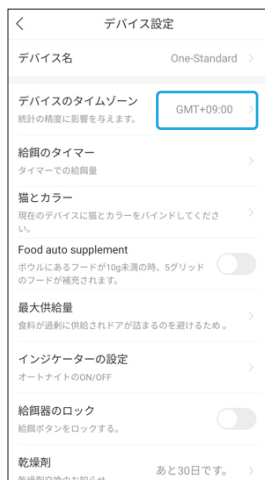 デバイス設定
デバイス名 One-Standard
デバイスのタイムゾーン GMT+09:00
統計の精度に影響を与えます。
給餌のタイマー
タイマーでの給餌量
猫とカラー
現在のデバイスに猫とカラーをバインドしてくださ
い。
Food auto supplement
ボウルにあるフードが10g未満の時、5グリッド
のフードが補充されます。
最大供給量
食料が過剰に供給されドアが詰まるのを避けるため 。
インジケーターの設定
オートナイトのON/OFF
給餌器のロック
給餌ボタンをロックする。
乾燥剤 あと30日です。
乾燥剤交換のお知らせ